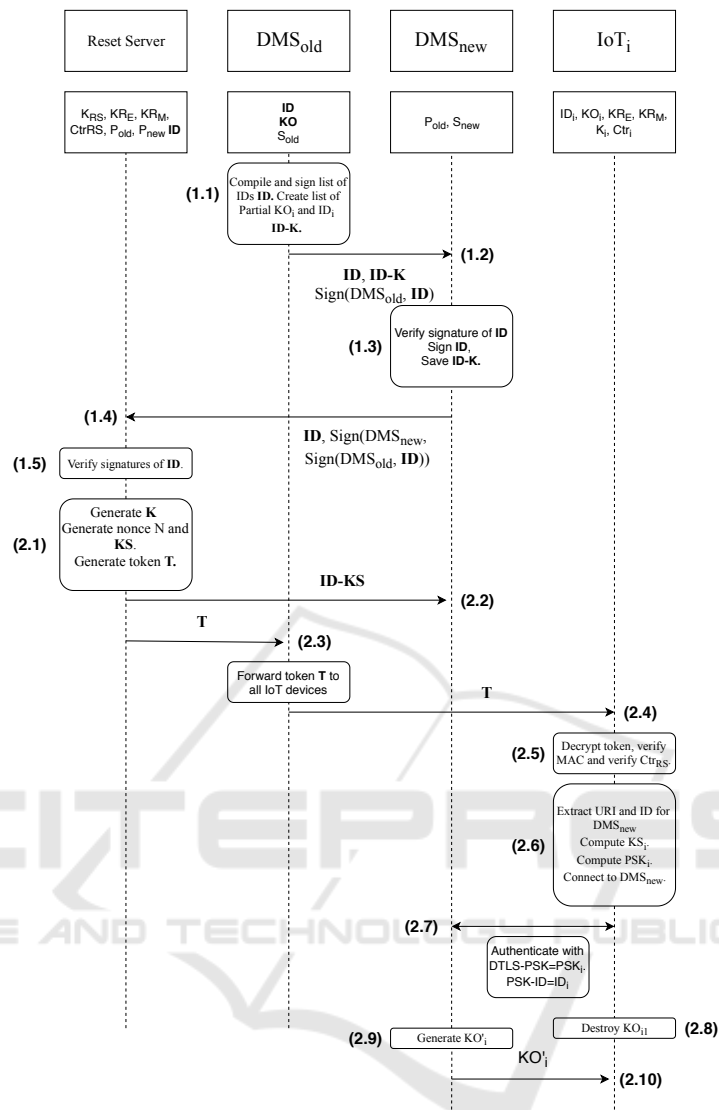 Reset Server
DMSold
DMSnew
IoTi
KRS, KRE, KRM,
CtrRS, Pold, Pnew ID
ID
KO
Sold
Pold, Snew
IDi, KOi, KRE, KRM,
Ki, Ctri
(1.1)
Compile and sign list of
IDs ID. Create list of
Partial KOi and IDi
ID-K.
(1.2)
ID, ID-K
Sign(DMSold, ID)
(1.3)
Verify signature of ID
Sign ID,
Save ID-K.
(1.4)
ID, Sign(DMSnew,
Sign(DMSold, ID))
(1.5)
Verify signatures of ID.
(2.1)
Generate K
Generate nonce N and
KS.
Generate token T.
ID-KS
(2.2)
T
(2.3)
Forward token T to
all IoT devices
T
(2.4)
(2.5)
Decrypt token, verify
MAC and verify CtrRS.
(2.6)
Extract URI and ID for
DMSnew
Compute KSi.
Compute PSKi.
Connect to DMSnew.
(2.7)
Authenticate with
DTLS-PSK=PSKi.
PSK-ID=IDi
Destroy KOi1
(2.8)
(2.9)
Generate KO'i
KO'i
(2.10)
CITEPRES
E AND TECHNOLOGY PUBLIC